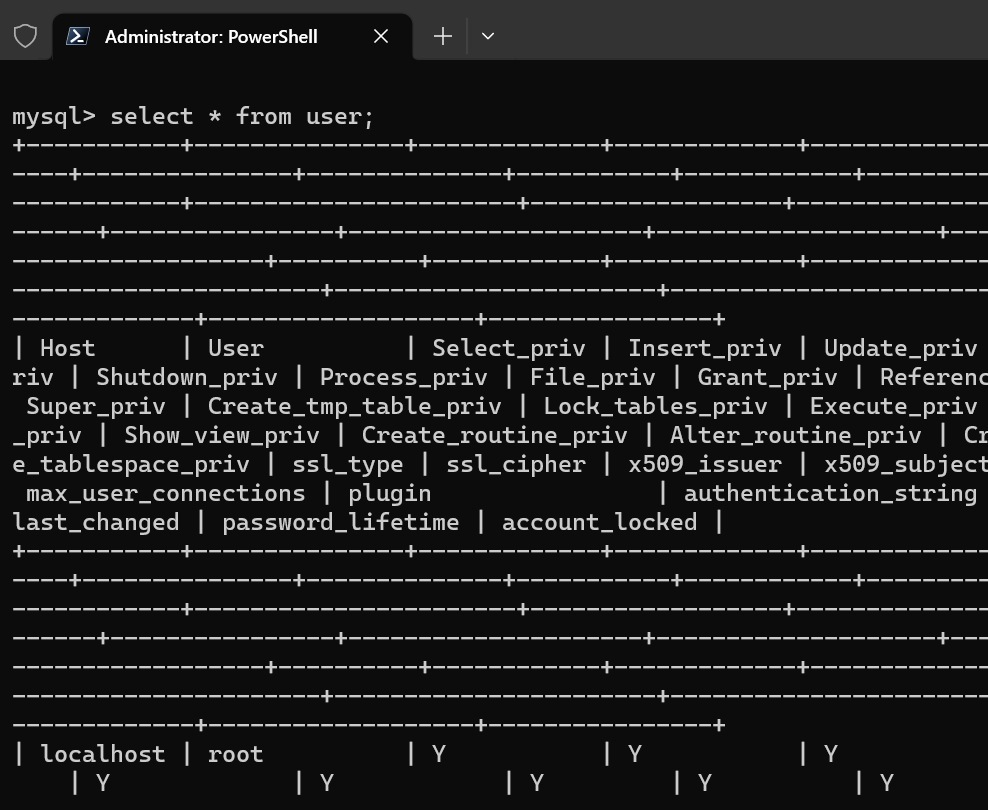 Administrator: PowerShell
mysql> select * from user;
+------------+---------------+-------------+-------------+-------------
----+---------------+--------------+-----------+------------+---------
------------+-----------------------+------------------+--------------
------+----------------+---------------------+--------------------+---
------------------+----------+------------+-------------+-------------
----------------------+-----------------------+-----------------------
-------------+-------------------+----------------+
| Host      | User          | Select_priv | Insert_priv | Update_priv
riv | Shutdown_priv | Process_priv | File_priv | Grant_priv | Referenc
Super_priv | Create_tmp_table_priv | Lock_tables_priv | Execute_priv
_priv | Show_view_priv | Create_routine_priv | Alter_routine_priv | Cr
e_tablespace_priv | ssl_type | ssl_cipher | x509_issuer | x509_subject
max_user_connections | plugin                | authentication_string
last_changed | password_lifetime | account_locked |
+------------+---------------+-------------+-------------+-------------
----+---------------+--------------+-----------+------------+---------
------------+-----------------------+------------------+--------------
------+----------------+---------------------+--------------------+---
------------------+----------+------------+-------------+-------------
----------------------+-----------------------+-----------------------
-------------+-------------------+----------------+
| localhost | root          | Y           | Y           | Y
    | Y             | Y            | Y         | Y          | Y